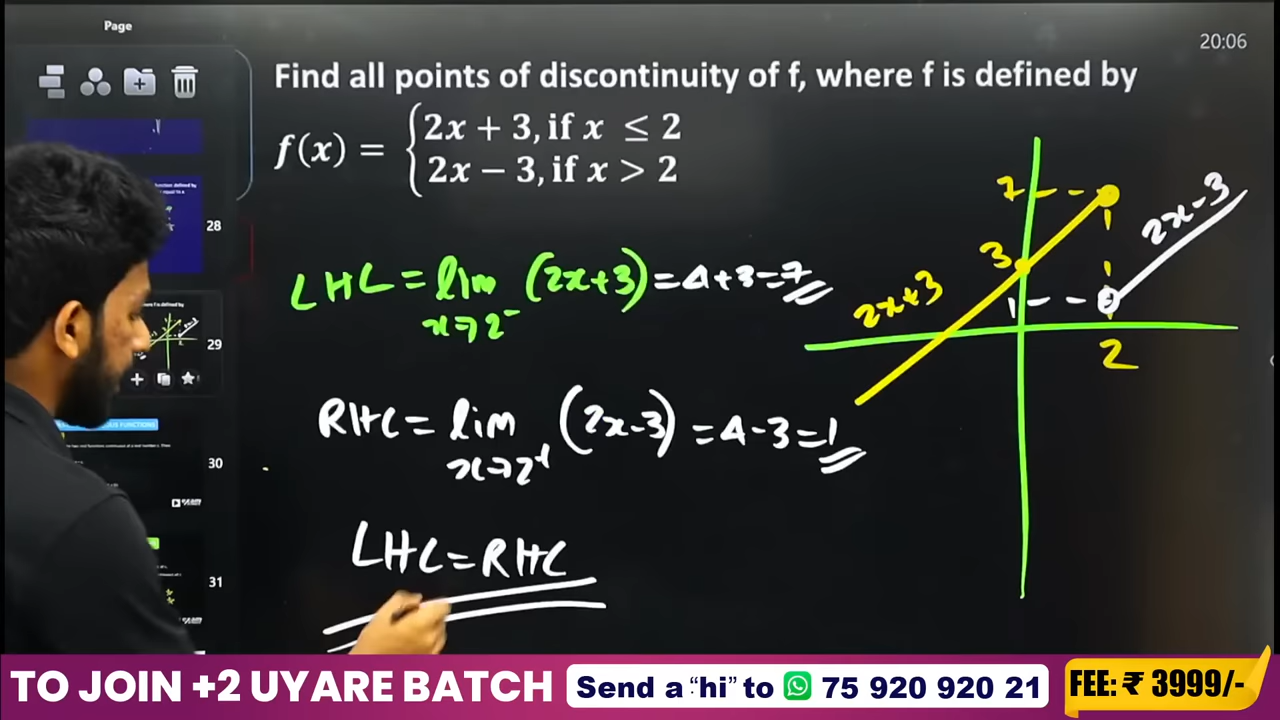 Page
20:06
Find all points of discontinuity of f, where f is defined by
f(x) = { 2x + 3, if x ≤ 2
2x − 3, if x > 2
28
29
30
31
LHL = lim x→2⁻ (2x+3) = 4+3=7
RHL = lim x→2⁺ (2x-3) = 4-3=1
LHL = RHL
7
3
1
2
2x+3
2x-3
TO JOIN +2 UYARE BATCH
Send a “hi” to 75 920 920 21
FEE: ₹ 3999/-